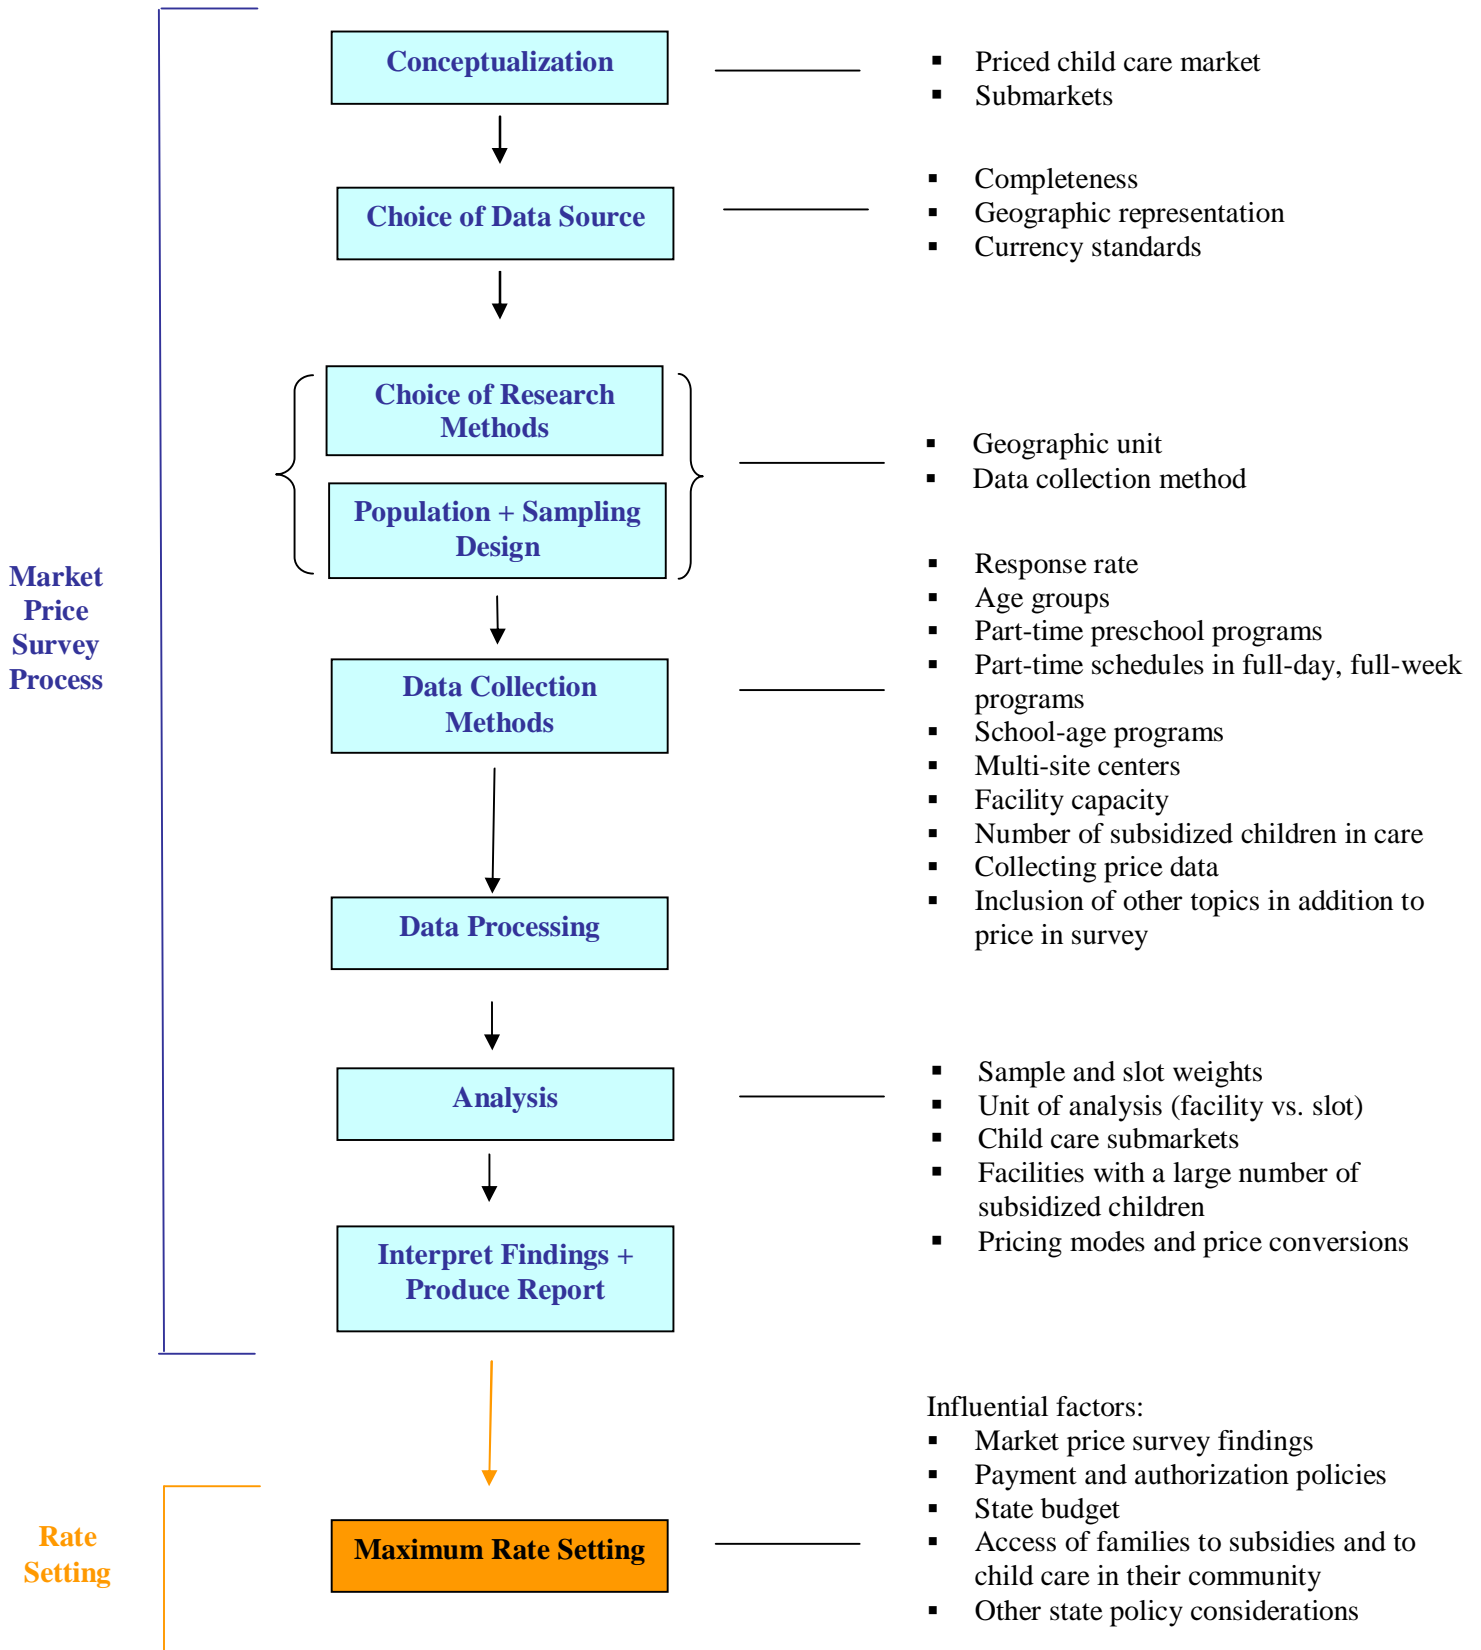 Conceptualization
▪ Priced child care market
▪ Submarkets
Choice of Data Source
▪ Completeness
▪ Geographic representation
▪ Currency standards
Choice of Research
Methods
Population + Sampling
Design
▪ Geographic unit
▪ Data collection method
Market
Price
Survey
Process
Data Collection
Methods
▪ Response rate
▪ Age groups
▪ Part-time preschool programs
▪ Part-time schedules in full-day, full-week
programs
▪ School-age programs
▪ Multi-site centers
▪ Facility capacity
▪ Number of subsidized children in care
▪ Collecting price data
▪ Inclusion of other topics in addition to
price in survey
Data Processing
Analysis
▪ Sample and slot weights
▪ Unit of analysis (facility vs. slot)
▪ Child care submarkets
▪ Facilities with a large number of
subsidized children
▪ Pricing modes and price conversions
Interpret Findings +
Produce Report
Rate
Setting
Maximum Rate Setting
Influential factors:
▪ Market price survey findings
▪ Payment and authorization policies
▪ State budget
▪ Access of families to subsidies and to
child care in their community
▪ Other state policy considerations